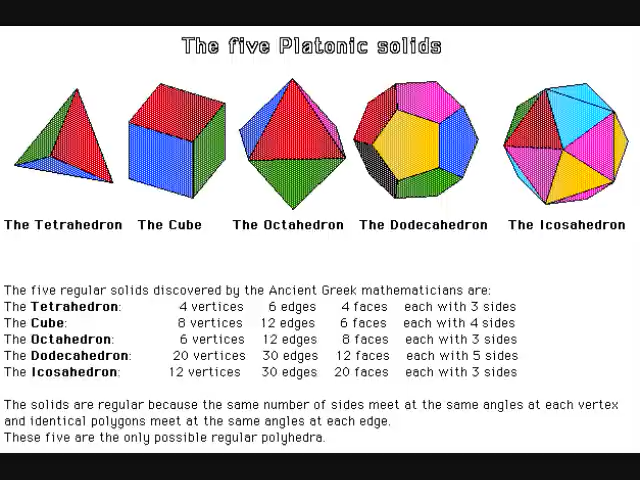 The five Platonic solids
The Tetrahedron The Cube The Octahedron The Dodecahedron The Icosahedron
The five regular solids discovered by the Ancient Greek mathematicians are:
The Tetrahedron: 4 vertices 6 edges 4 faces each with 3 sides
The Cube: 8 vertices 12 edges 6 faces each with 4 sides
The Octahedron: 6 vertices 12 edges 8 faces each with 3 sides
The Dodecahedron: 20 vertices 30 edges 12 faces each with 5 sides
The Icosahedron: 12 vertices 30 edges 20 faces each with 3 sides
The solids are regular because the same number of sides meet at the same angles at each vertex
and identical polygons meet at the same angles at each edge.
These five are the only possible regular polyhedra.